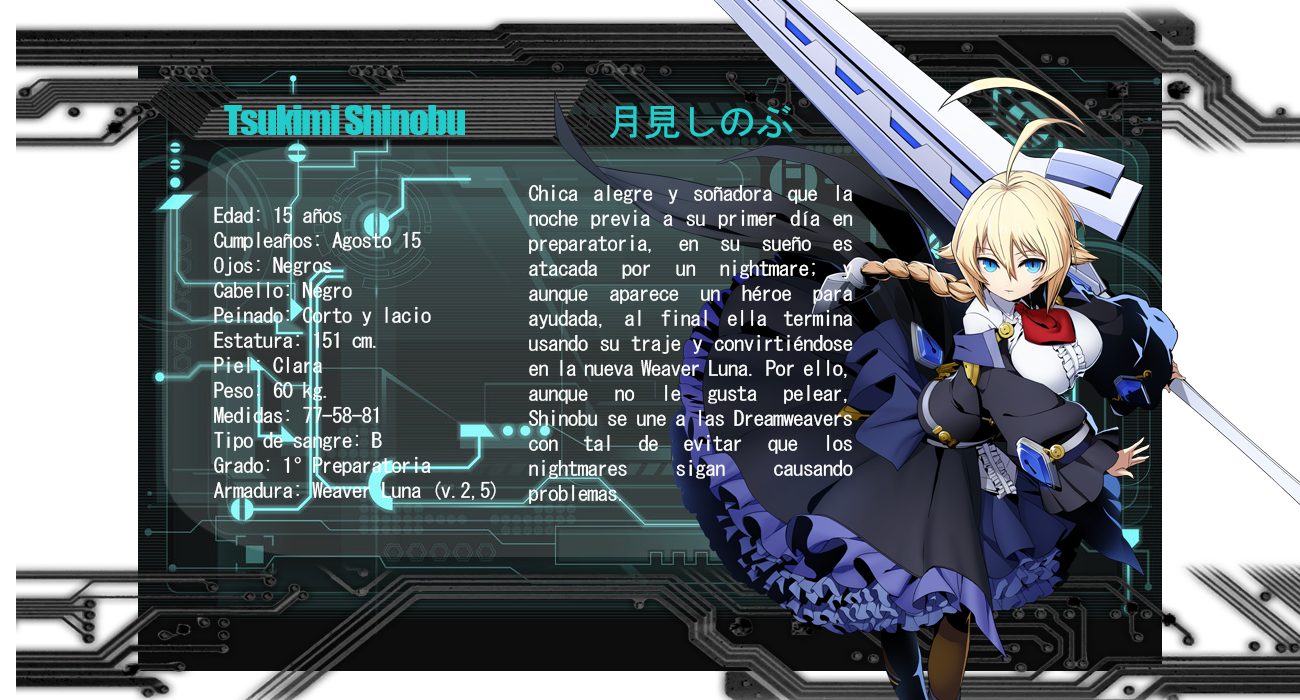 Tsukimi Shinobu
月見しのぶ
Edad: 15 años
Cumpleaños: Agosto 15
Ojos: Negros
Cabello: Negro
Peinado: Corto y lacio
Estatura: 151 cm.
Piel: Clara
Peso: 60 kg.
Medidas: 77-58-81
Tipo de sangre: B
Grado: 1° Preparatoria
Armadura: Weaver Luna (v.2,5)
Chica alegre y soñadora que la
noche previa a su primer día en
preparatoria, en su sueño es
atacada por un nightmare; y
aunque aparece un héroe para
ayudada, al final ella termina
usando su traje y convirtiéndose
en la nueva Weaver Luna. Por ello,
aunque no le gusta pelear,
Shinobu se une a las Dreamweavers
con tal de evitar que los
nightmares sigan causando
problemas.